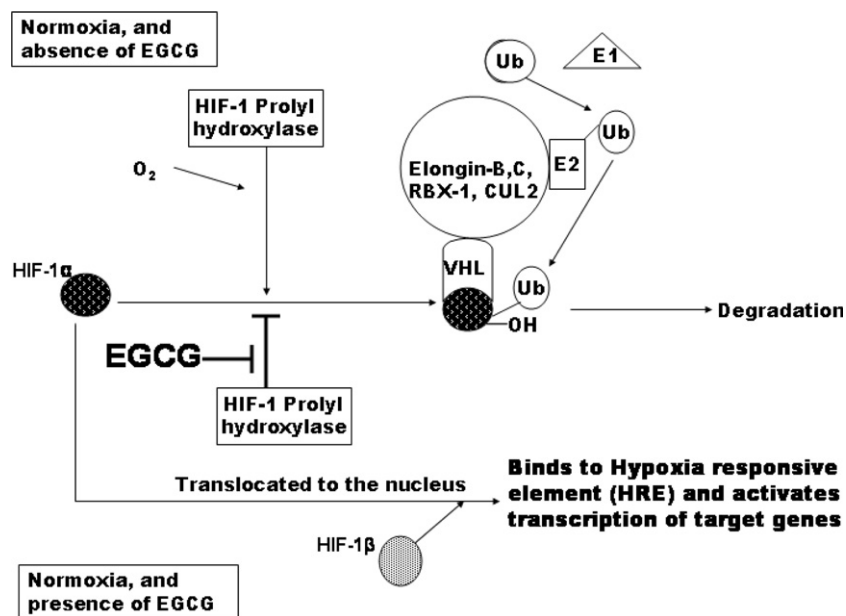 Normoxia, and
absence of EGCG
Ub
E1
HIF-1 Prolyl
hydroxylase
Ub
E2
O2
Elongin-B,C,
RBX-1, CUL2
VHL
HIF-1α
Ub
OH
Degradation
EGCG
HIF-1 Prolyl
hydroxylase
Translocated to the nucleus
Binds to Hypoxia responsive
element (HRE) and activates
transcription of target genes
HIF-1β
Normoxia, and
presence of EGCG